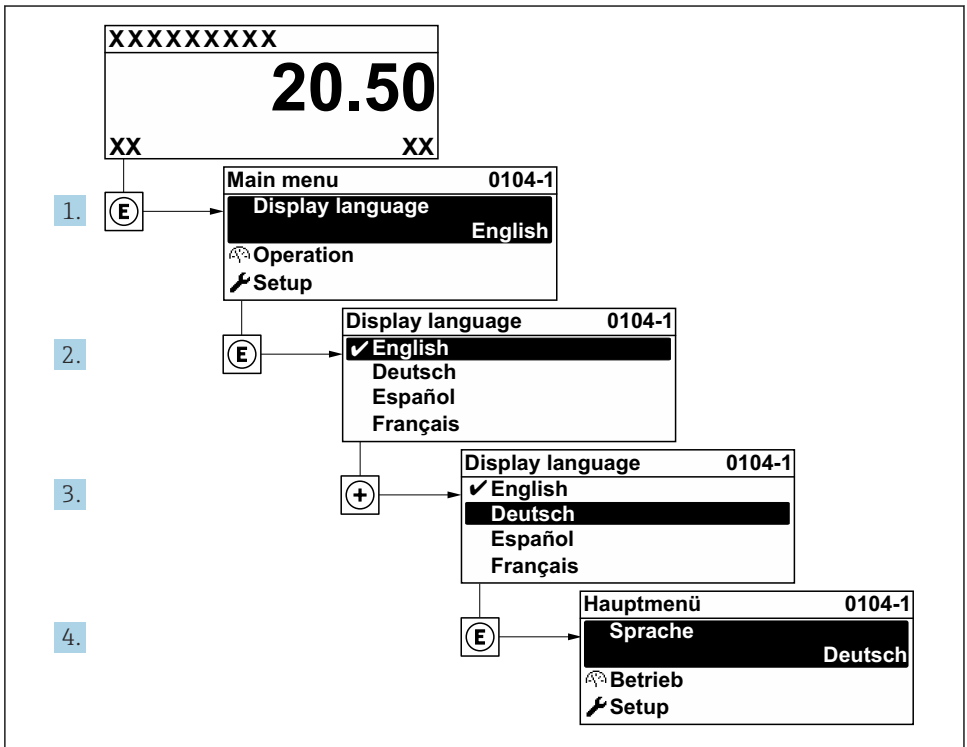 XXXXXXXXX
20.50
XX XX
1. E
Main menu 0104-1
Display language
English
Operation
Setup
2. E
Display language 0104-1
✔English
Deutsch
Español
Français
3. +
Display language 0104-1
✔English
Deutsch
Español
Français
4. E
Hauptmenü 0104-1
Sprache
Deutsch
Betrieb
Setup